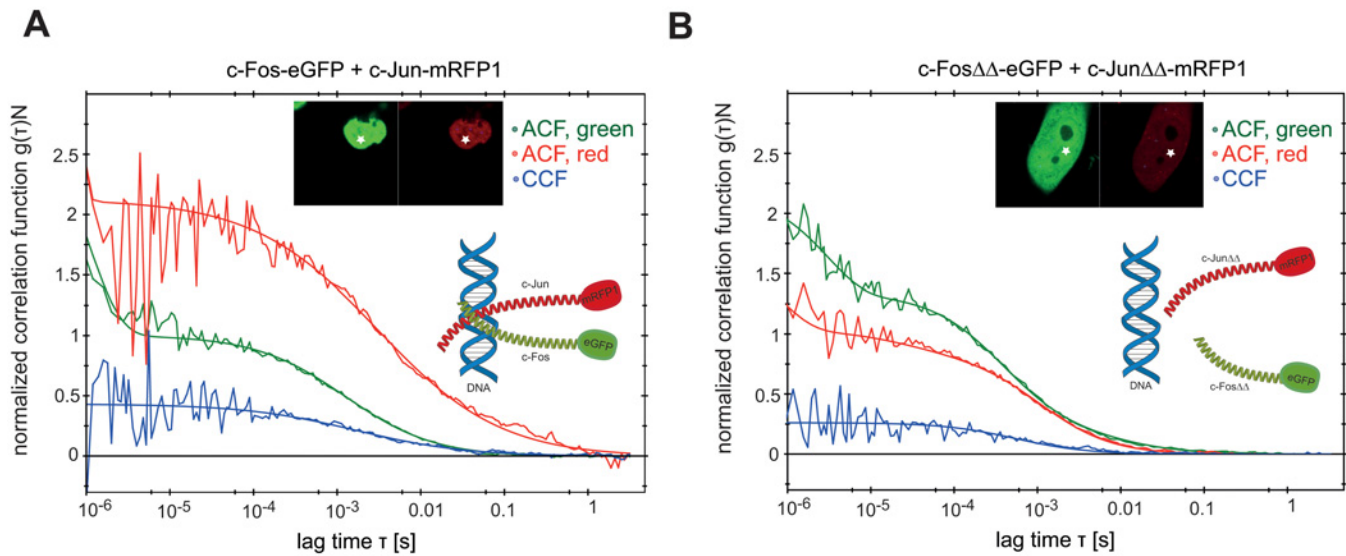 A
c-Fos-eGFP + c-Jun-mRFP1
normalized correlation function g(τ)N
2.5
2
1.5
1
0.5
0
ACF, green
ACF, red
CCF
c-Jun
mRFP1
c-Fos
eGFP
DNA
10-6
10-5
10-4
10-3
0.01
0.1
1
lag time τ [s]
B
c-FosΔΔ-eGFP + c-JunΔΔ-mRFP1
normalized correlation function g(τ)N
2.5
2
1.5
1
0.5
0
ACF, green
ACF, red
CCF
c-JunΔΔ
mRFP1
c-FosΔΔ
eGFP
DNA
10-6
10-5
10-4
10-3
0.01
0.1
1
lag time τ [s]